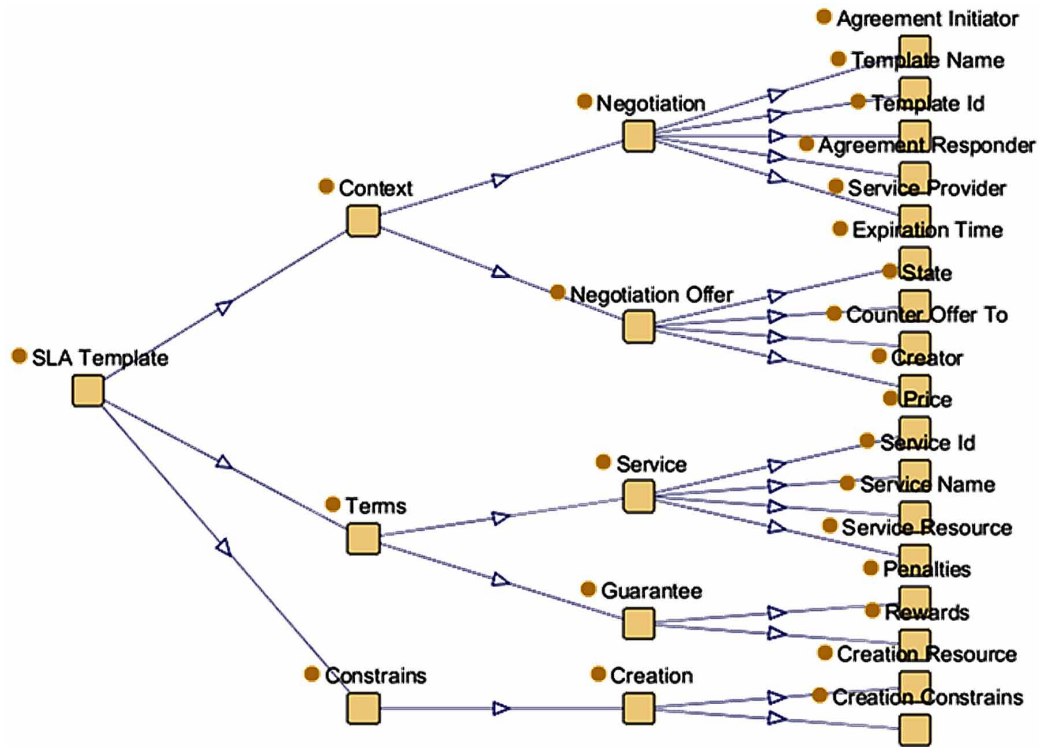 Agreement Initiator
Template Name
Negotiation
Template Id
Agreement Responder
Context
Service Provider
Expiration Time
State
Negotiation Offer
Counter Offer To
SLA Template
Creator
Price
Service Id
Service
Service Name
Terms
Service Resource
Penalties
Guarantee
Rewards
Creation Resource
Constrains
Creation
Creation Constrains